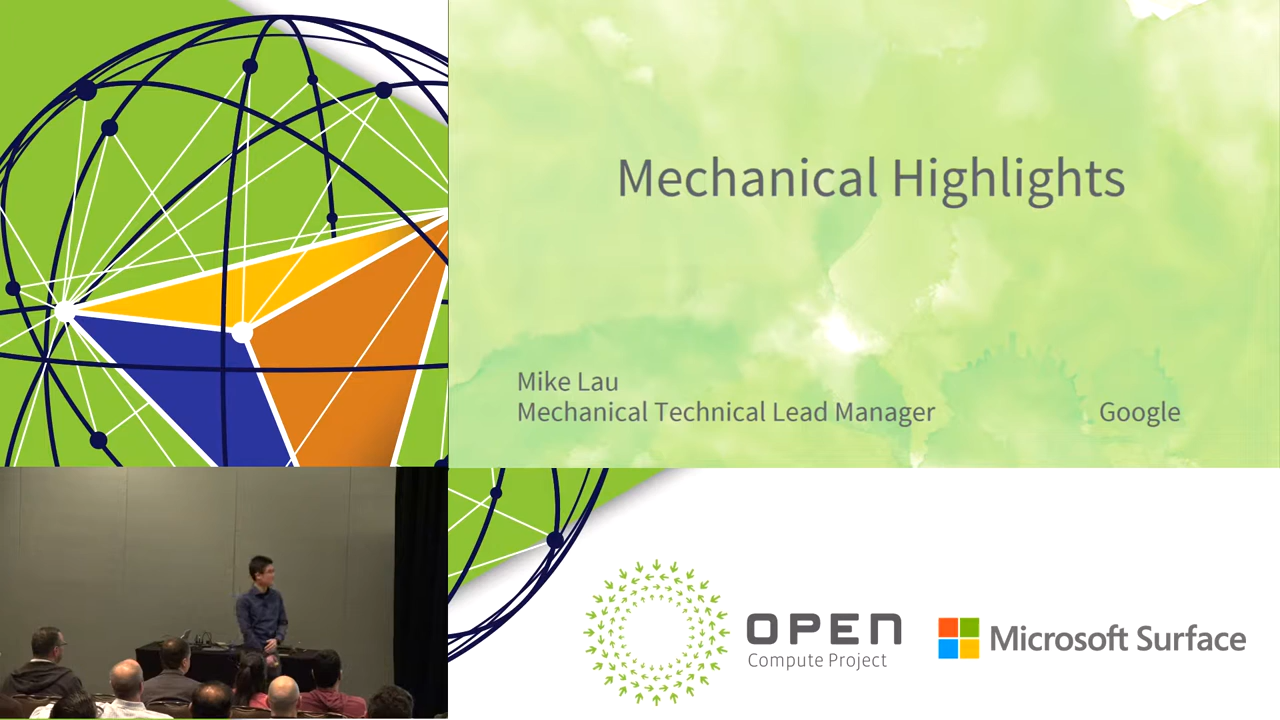 Mechanical Highlights
Mike Lau
Mechanical Technical Lead Manager Google
OPEN
Compute Project
Microsoft Surface